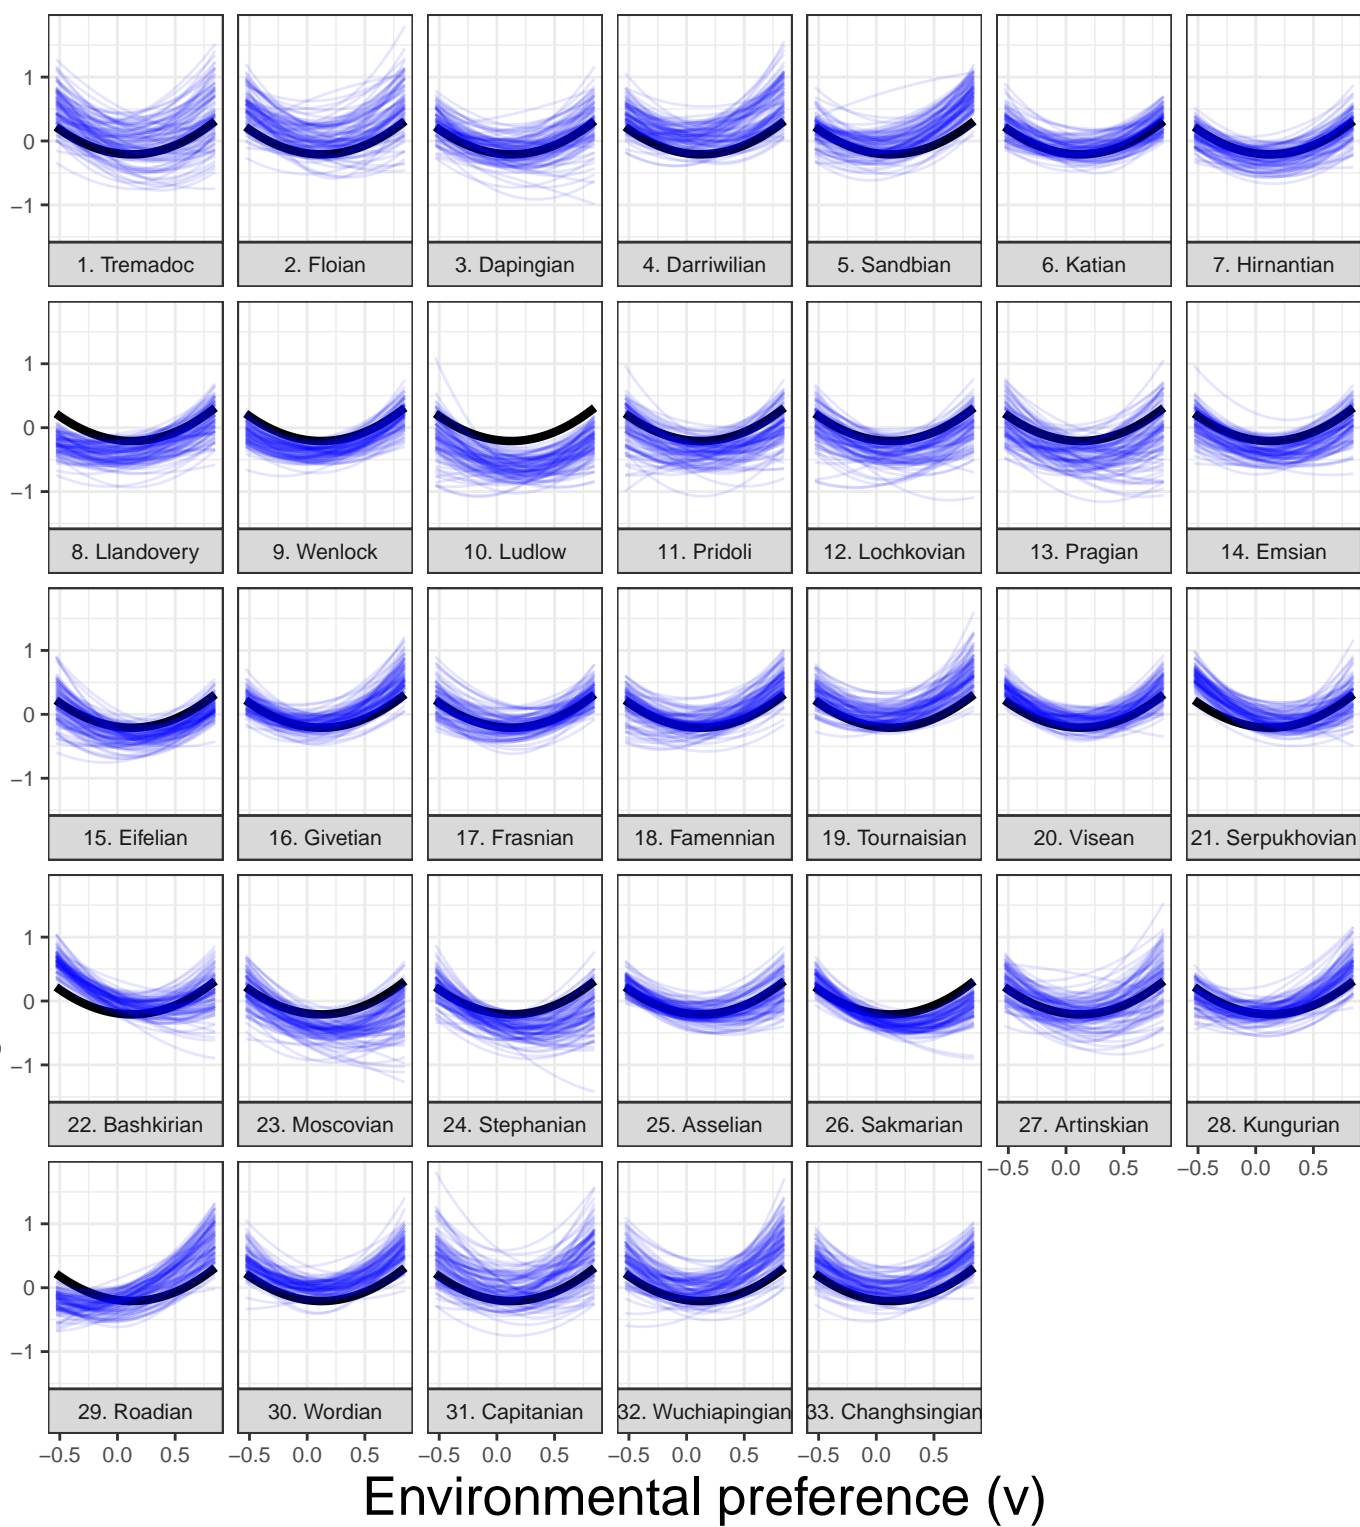 1
0
−1
1. Tremadoc 2. Floian 3. Dapingian 4. Darriwilian 5. Sandbian 6. Katian 7. Hirnantian
1
0
−1
8. Llandovery 9. Wenlock 10. Ludlow 11. Pridoli 12. Lochkovian 13. Pragian 14. Emsian
1
0
−1
15. Eifelian 16. Givetian 17. Frasnian 18. Famennian 19. Tournaisian 20. Visean 21. Serpukhovian
1
0
−1
22. Bashkirian 23. Moscovian 24. Stephanian 25. Asselian 26. Sakmarian 27. Artinskian 28. Kungurian
−0.5 0.0 0.5 −0.5 0.0 0.5
1
0
−1
29. Roadian 30. Wordian 31. Capitanian 32. Wuchiapingian 33. Changhsingian
−0.5 0.0 0.5 −0.5 0.0 0.5 −0.5 0.0 0.5 −0.5 0.0 0.5 −0.5 0.0 0.5
Environmental preference (v)